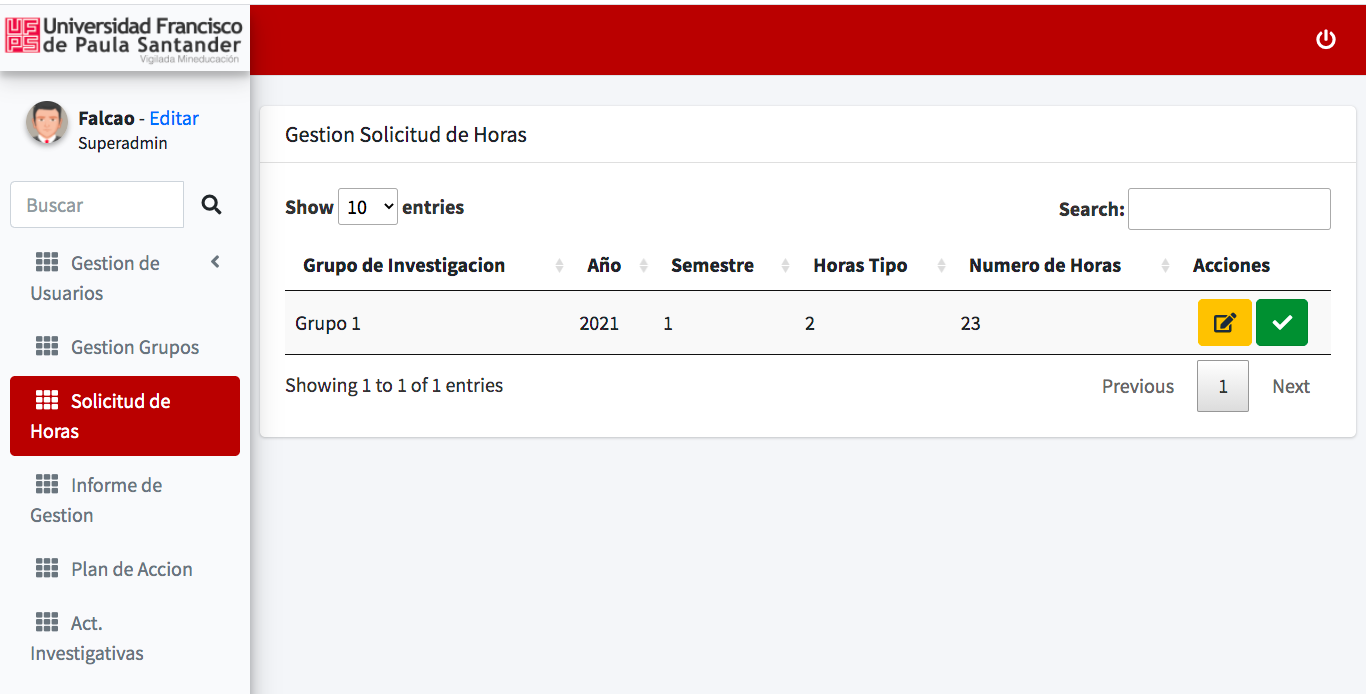 UFPS
Universidad Francisco
de Paula Santander
Vigilada Mineducación
Falcao - Editar
Superadmin
Buscar
Gestion de
Usuarios
Gestion Grupos
Solicitud de
Horas
Informe de
Gestion
Plan de Accion
Act.
Investigativas
Gestion Solicitud de Horas
Show 10 entries Search:
Grupo de Investigacion Año Semestre Horas Tipo Numero de Horas Acciones
Grupo 1 2021 1 2 23
Showing 1 to 1 of 1 entries Previous 1 Next